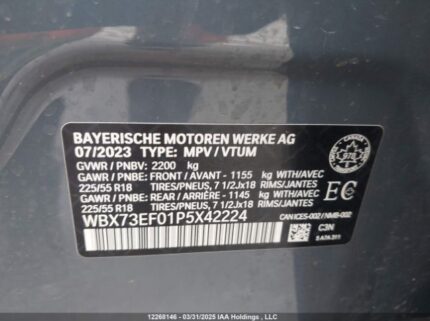 BAYERISCHE MOTOREN WERKE AG
07/2023 TYPE: MPV / VTUM
GVWR / PNBV: 2200 kg
GAWR / PNBE: FRONT / AVANT - 1155 kg WITH/AVEC
225/55 R18 TIRES/PNEUS, 7 1/2Jx18 RIMS/JANTES
GAWR / PNBE: REAR / ARRIÈRE - 1145 kg WITH/AVEC
225/55 R18 TIRES/PNEUS, 7 1/2Jx18 RIMS/JANTES
WBX73EF01P5X42224
EC
CAN ICES-002 / NMB-002
C3N
12268146 - 03/31/2025 IAA Holdings , LLC